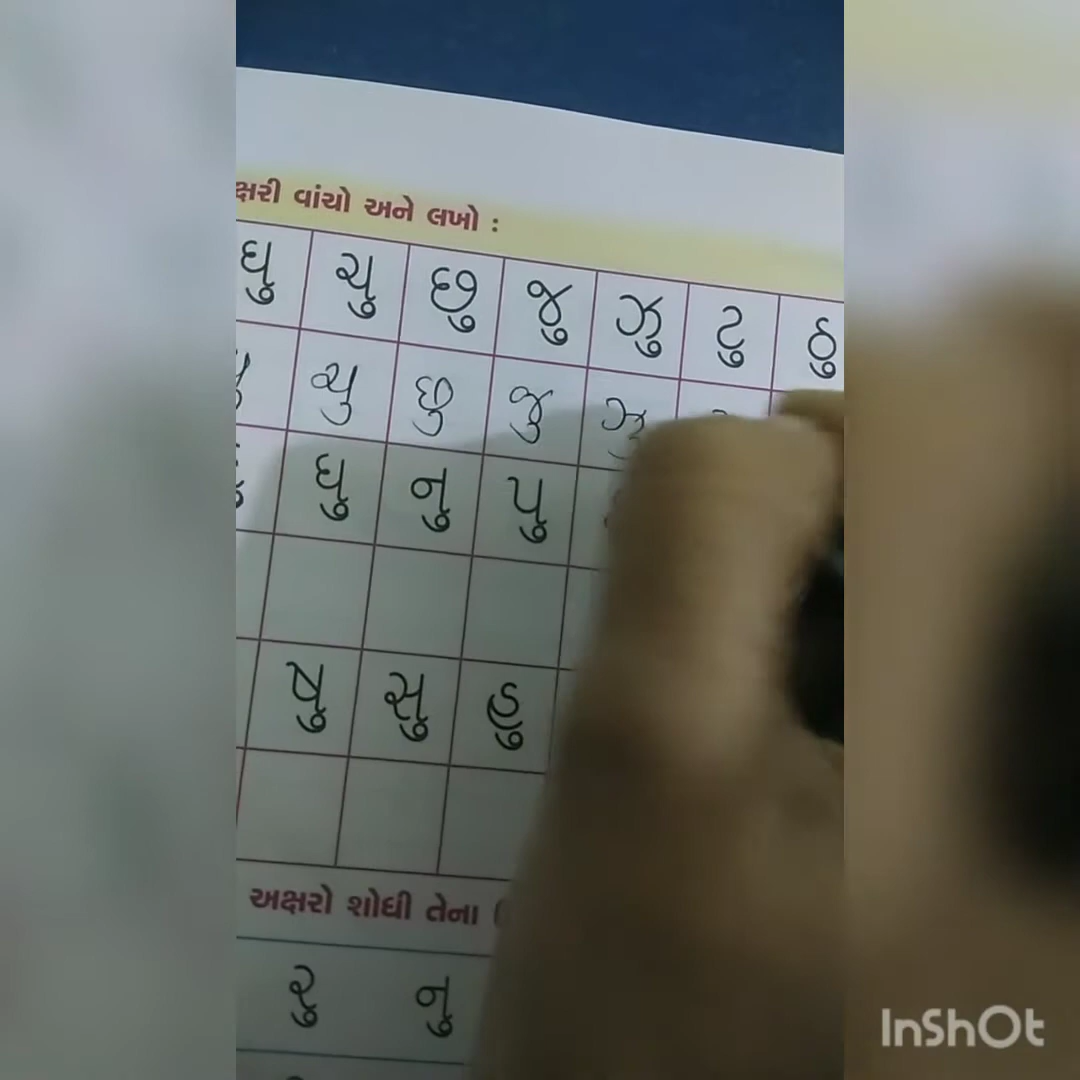 ક્ષરી વાંચો અને લખો :
ઘુ ચુ છુ જુ ઝુ ટુ ઠુ
ચુ છુ જુ ઝુ
ધુ નુ પુ
ષુ સુ હુ
અક્ષરો શોધી તેના
રુ નુ
InShOt